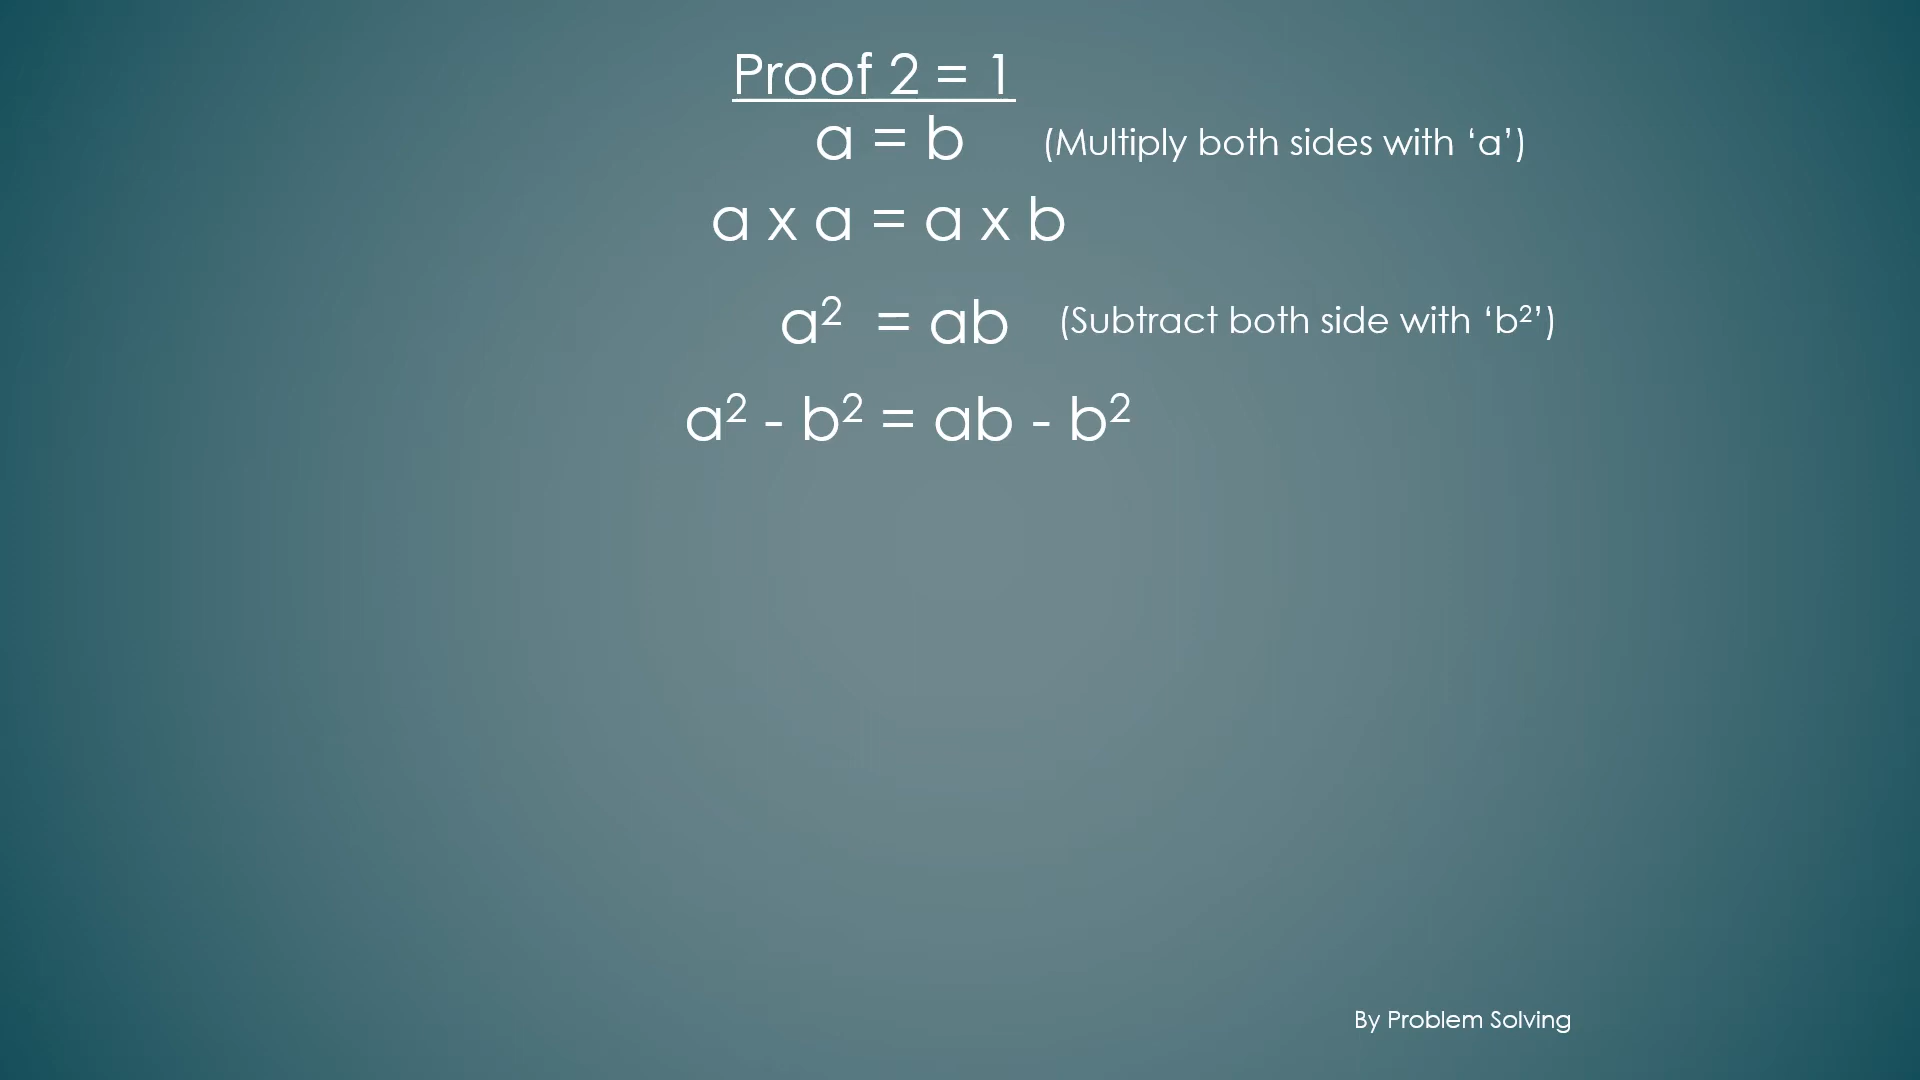 Proof 2 = 1
a = b (Multiply both sides with ‘a’)
a x a = a x b
a² = ab (Subtract both side with ‘b²’)
a² - b² = ab - b²
By Problem Solving